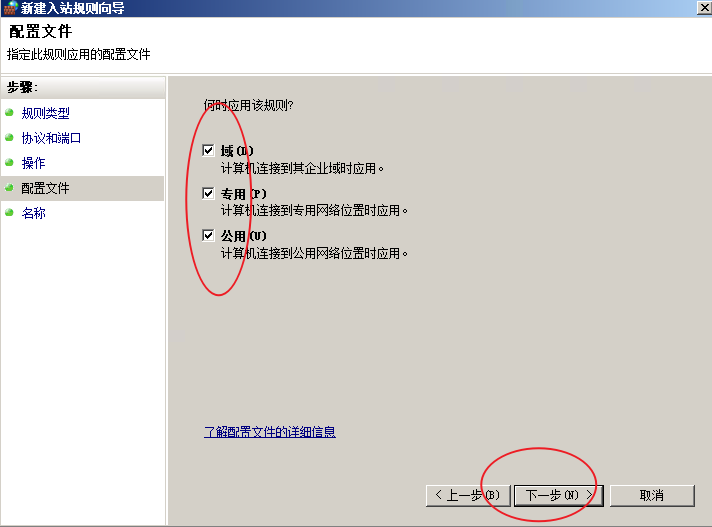 新建入站规则向导
配置文件
指定此规则应用的配置文件
步骤:
规则类型
协议和端口
操作
配置文件
名称
何时应用该规则?
域(D)
计算机连接到其企业域时应用。
专用(P)
计算机连接到专用网络位置时应用。
公用(U)
计算机连接到公用网络位置时应用。
了解配置文件的详细信息
< 上一步(B)
下一步(N) >
取消